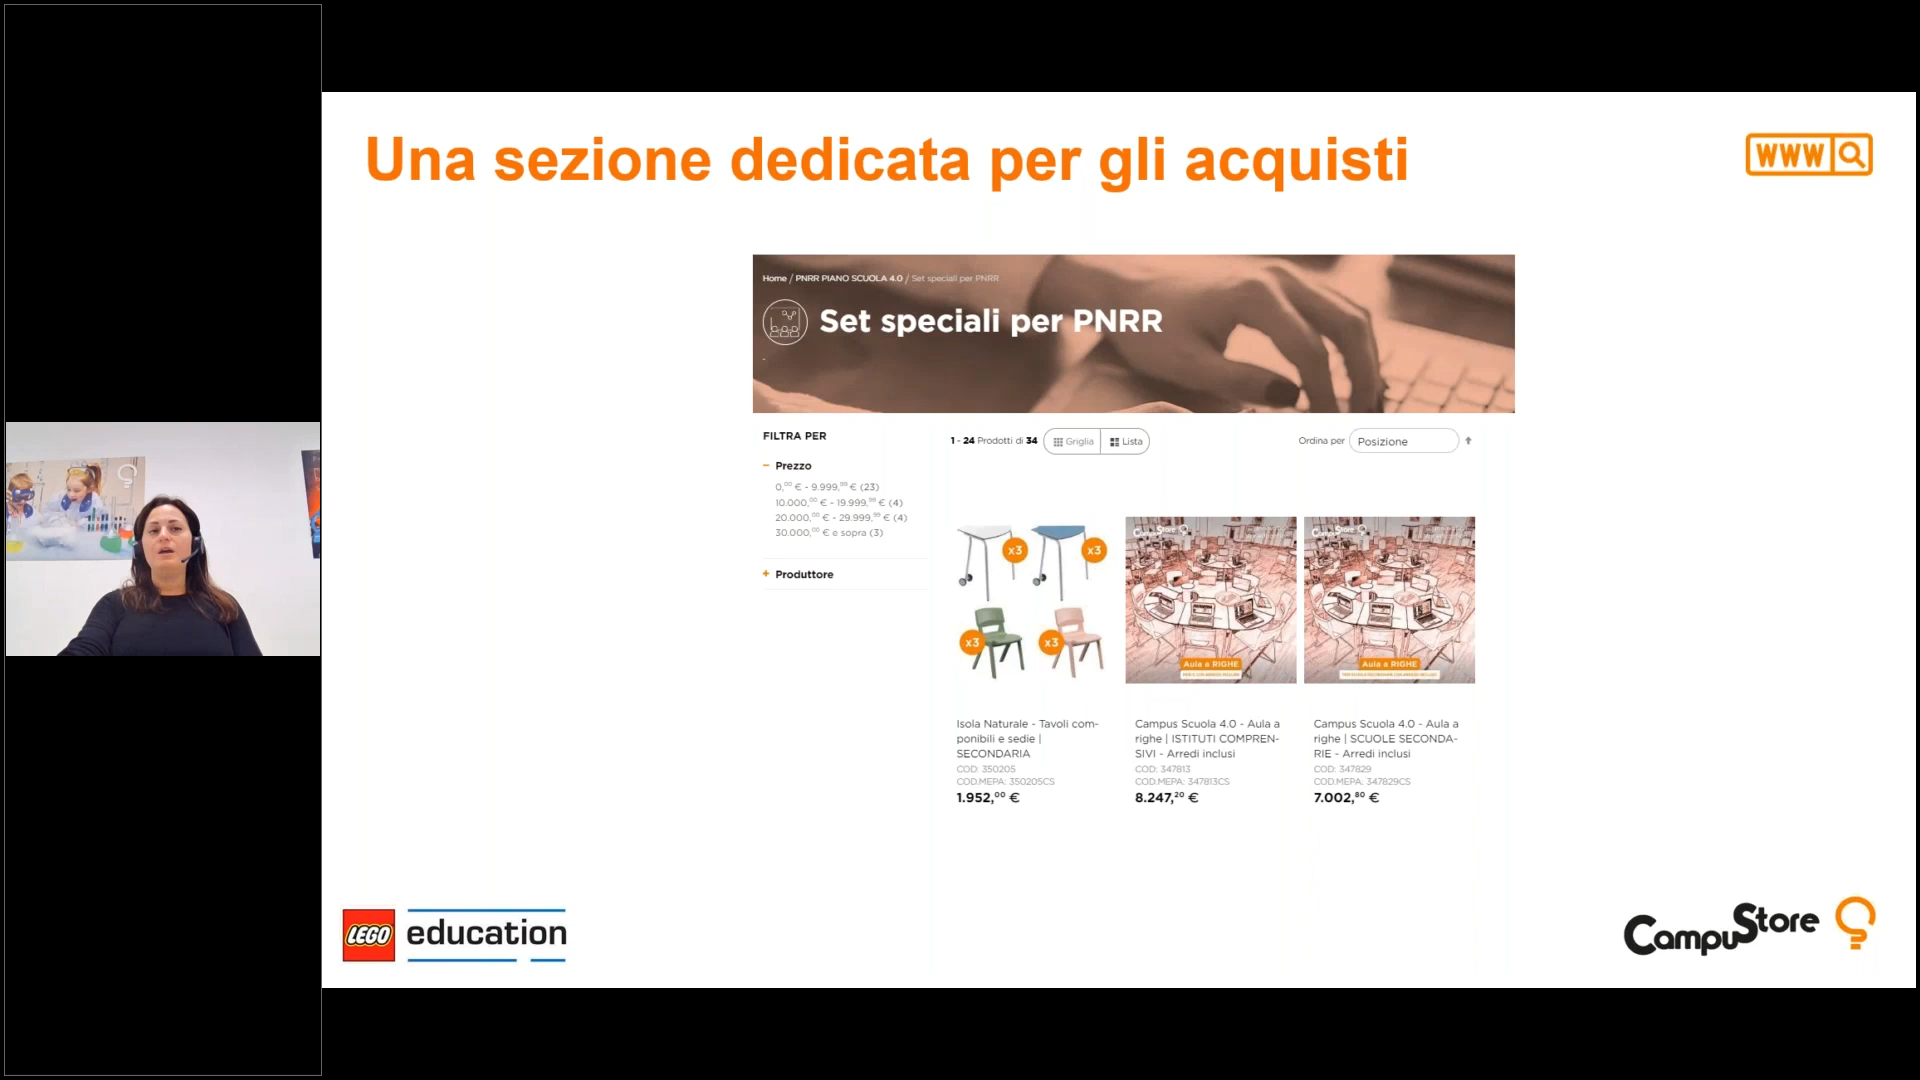 Una sezione dedicata per gli acquisti
WWW
Home / PNRR PIANO SCUOLA 4.0 / Set speciali per PNRR
Set speciali per PNRR
FILTRA PER
− Prezzo
0,00 € - 9.999,99 € (23)
10.000,00 € - 19.999,99 € (4)
20.000,00 € - 29.999,99 € (4)
30.000,00 € e sopra (3)
+ Produttore
1 - 24 Prodotti di 34
Griglia
Lista
Ordina per
Posizione
x3
x3
x3
x3
CampuStore
Aula a RIGHE
CampuStore
Aula a RIGHE
Isola Naturale - Tavoli com-
ponibili e sedie |
SECONDARIA
COD: 350205
COD.MEPA: 350205CS
1.952,00 €
Campus Scuola 4.0 - Aula a
righe | ISTITUTI COMPREN-
SIVI - Arredi inclusi
COD: 347813
COD.MEPA: 347813CS
8.247,20 €
Campus Scuola 4.0 - Aula a
righe | SCUOLE SECONDA-
RIE - Arredi inclusi
COD: 347829
COD.MEPA: 347829CS
7.002,80 €
LEGO education
CampuStore